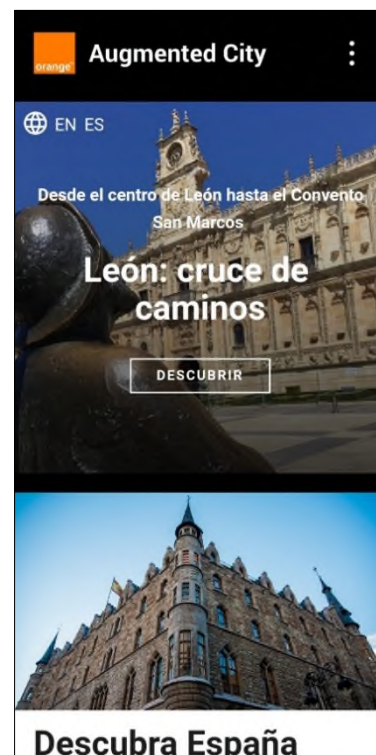 orange
Augmented City
EN ES
Desde el centro de León hasta el Convento
San Marcos
León: cruce de
caminos
DESCUBRIR
Descubra España